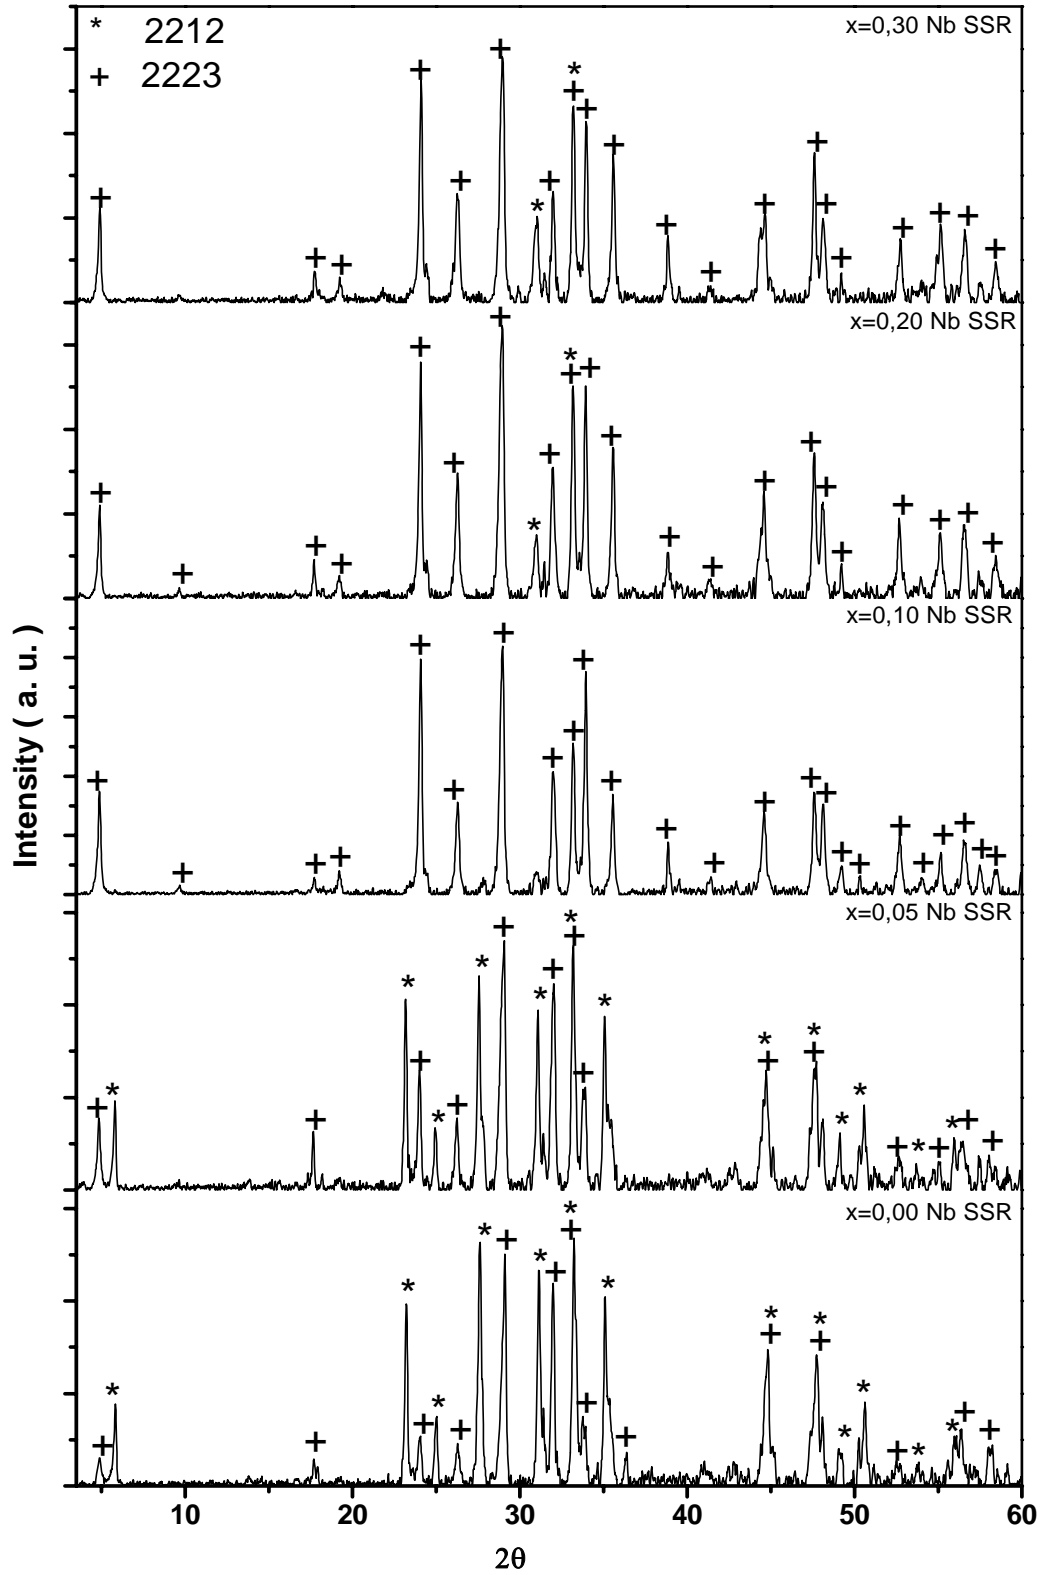 * 2212
+ 2223
x=0,30 Nb SSR
x=0,20 Nb SSR
x=0,10 Nb SSR
x=0,05 Nb SSR
x=0,00 Nb SSR
Intensity ( a. u. )
10 20 30 40 50 60
2θ